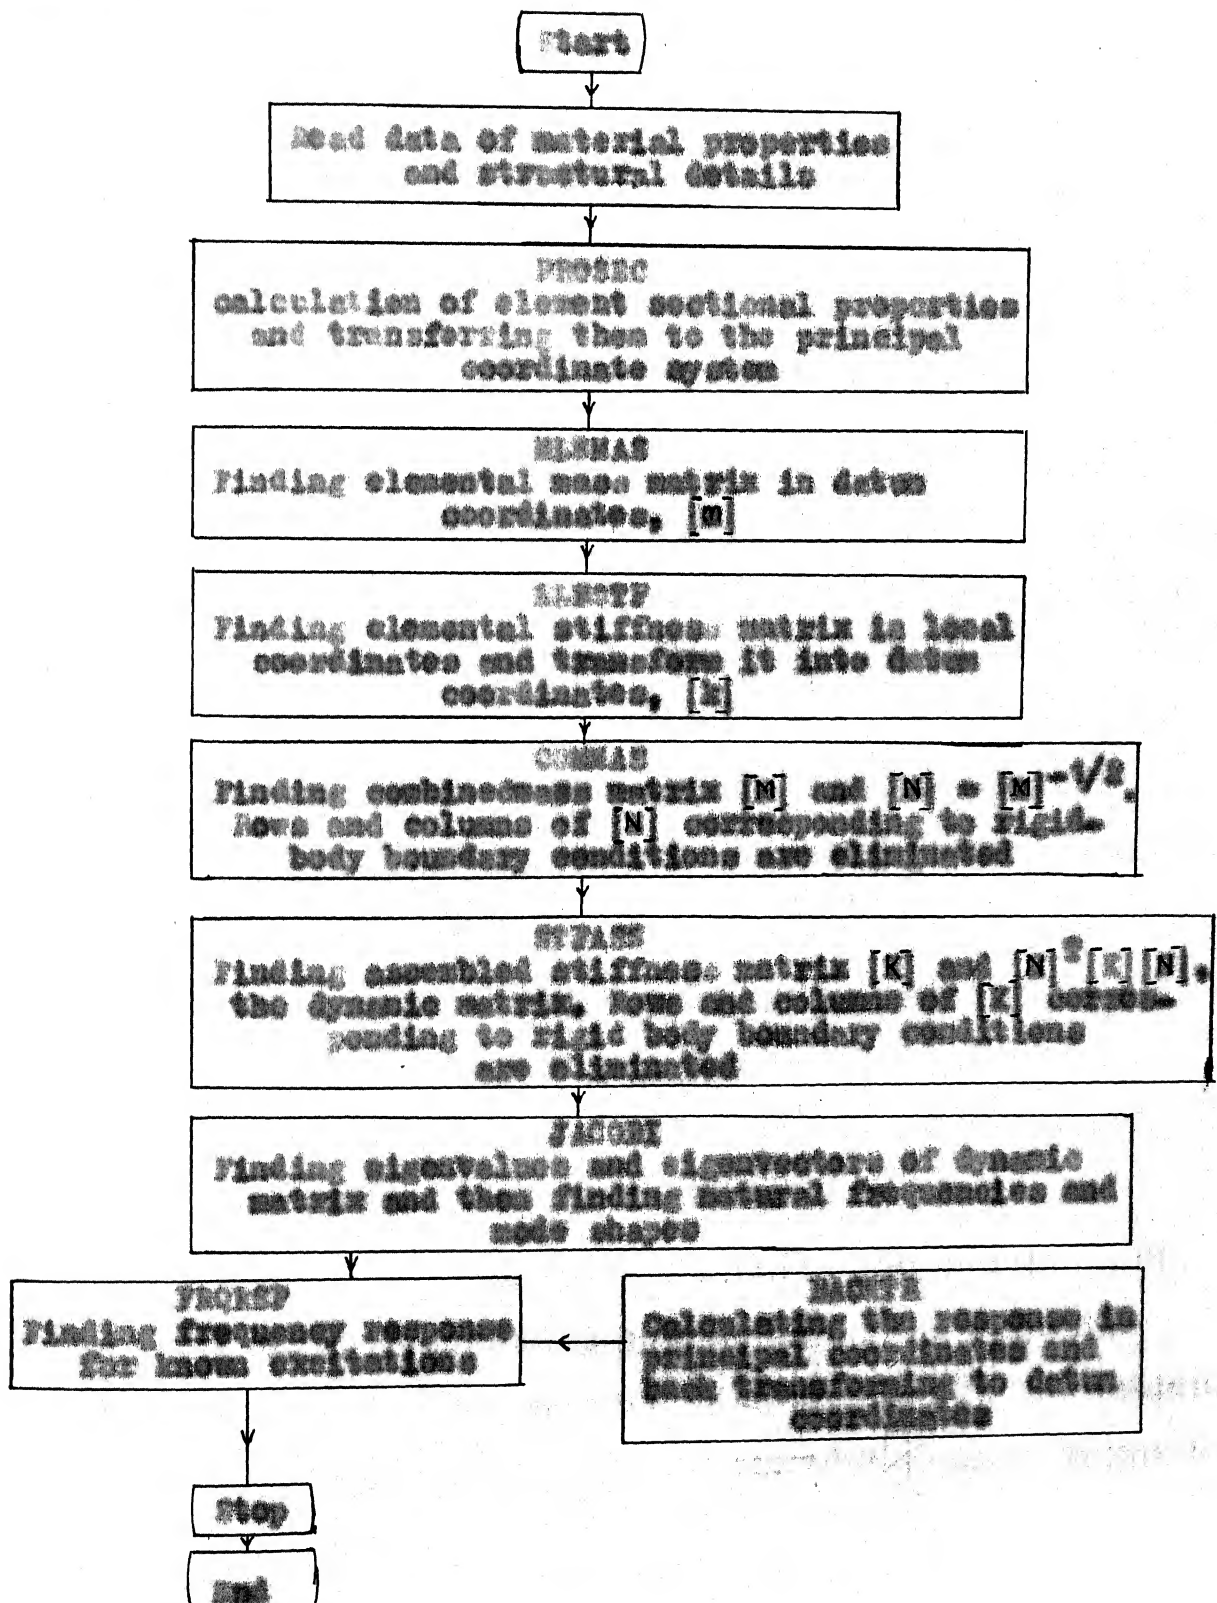 Start
Read data of material properties
and structural details
PROSEC
calculation of element sectional properties
and transferring them to the principal
coordinate system
ELEMAS
Finding elemental mass matrix in datum
coordinates, [m]
Finding elemental stiffness matrix in local
coordinates and transform it into datum
coordinates, [k]
COMMAS
Finding combinedmass matrix [M] and [N] = [M]-1/2.
Rows and columns of [N] corresponding to rigid-
body boundary conditions are eliminated
STFASS
Finding assembled stiffness matrix [K] and [N]T[K][N].
the dynamic matrix. Rows and columns of [K] corres-
ponding to rigid body boundary conditions
are eliminated
JACOBI
Finding eigenvalues and eigenvectors of dynamic
matrix and then finding natural frequencies and
mode shapes
FRQRSP
Finding frequency response
for known excitations
Calculating the response in
principal coordinates and
back transforming to datum
coordinates
Stop
End